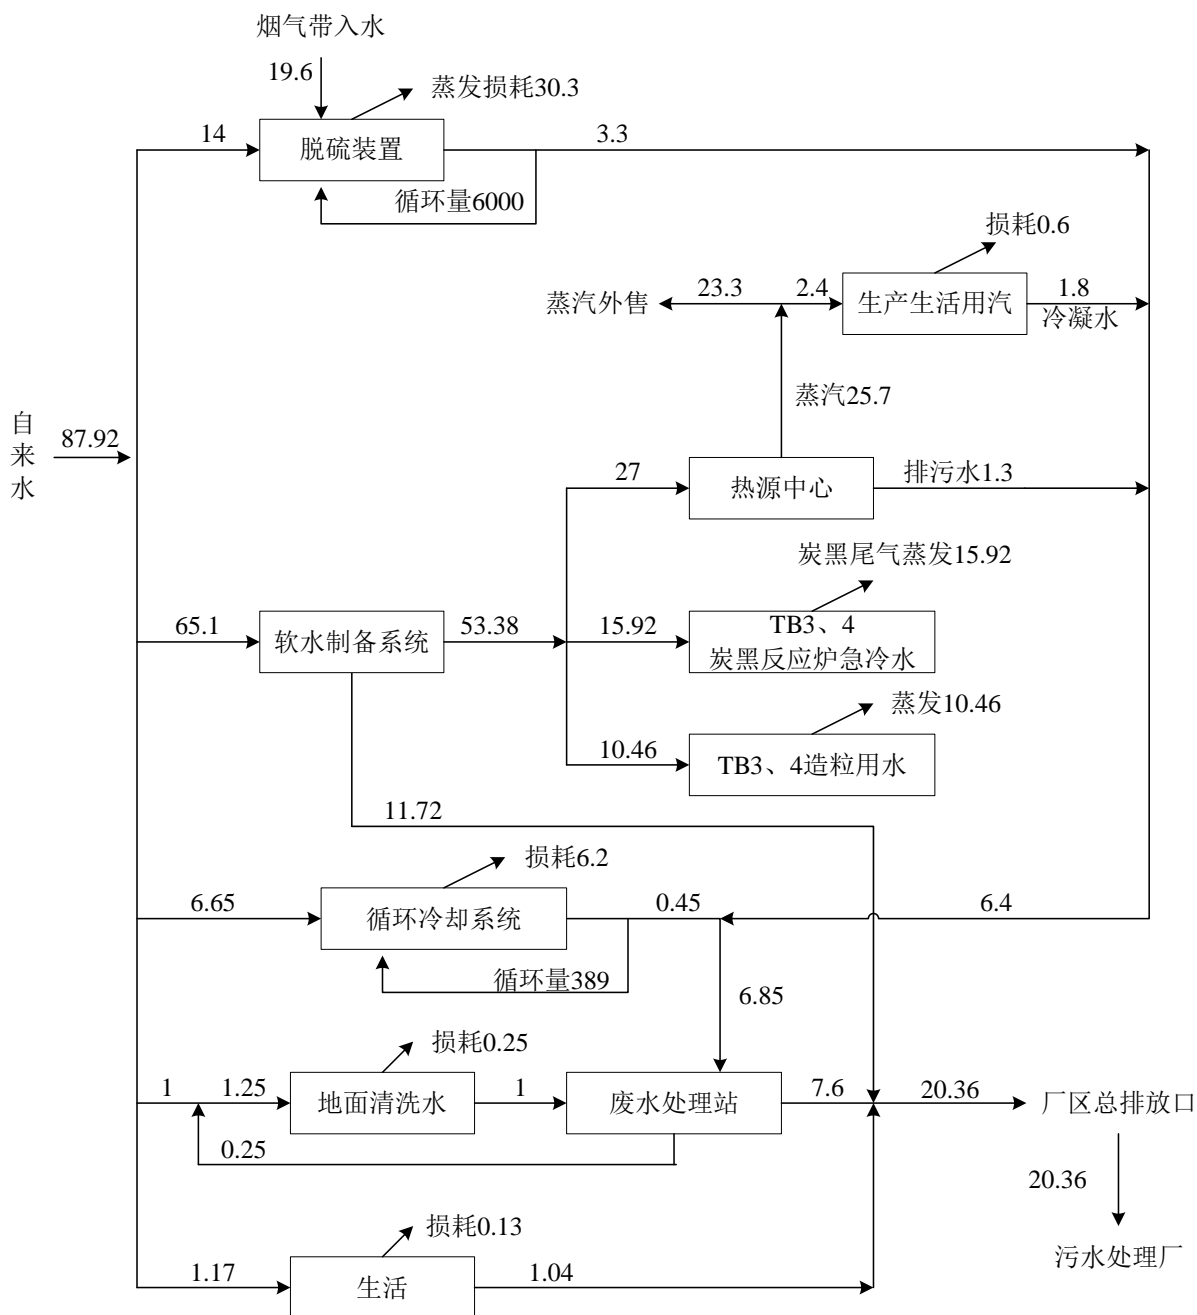 烟气带入水
19.6
蒸发损耗30.3
14
脱硫装置
3.3
循环量6000
损耗0.6
蒸汽外售
23.3
2.4
生产生活用汽
1.8
冷凝水
蒸汽25.7
自
来
水
87.92
27
热源中心
排污水1.3
炭黑尾气蒸发15.92
65.1
软水制备系统
53.38
15.92
TB3、4
炭黑反应炉急冷水
蒸发10.46
10.46
TB3、4造粒用水
11.72
损耗6.2
6.65
循环冷却系统
0.45
6.4
循环量389
6.85
损耗0.25
1
1.25
地面清洗水
1
废水处理站
7.6
20.36
厂区总排放口
0.25
20.36
损耗0.13
污水处理厂
1.17
生活
1.04